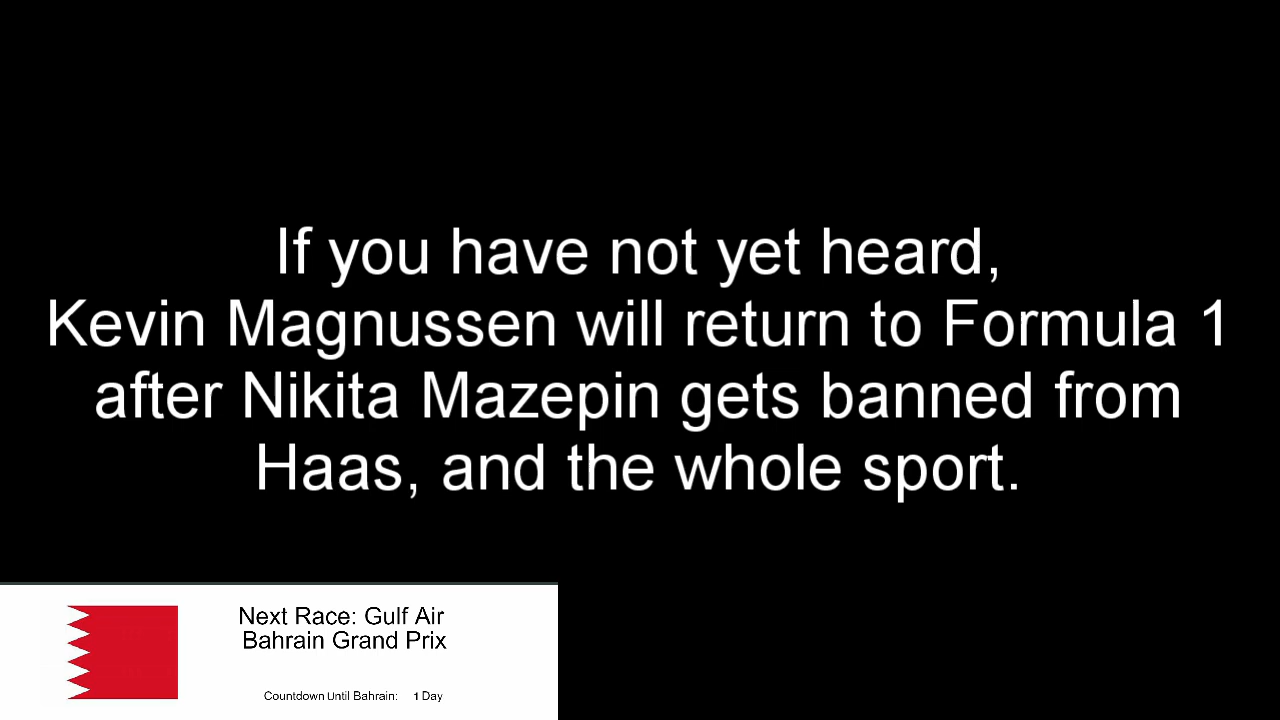 If you have not yet heard,
Kevin Magnussen will return to Formula 1
after Nikita Mazepin gets banned from
Haas, and the whole sport.
Next Race: Gulf Air
Bahrain Grand Prix
Countdown Until Bahrain: 1 Day